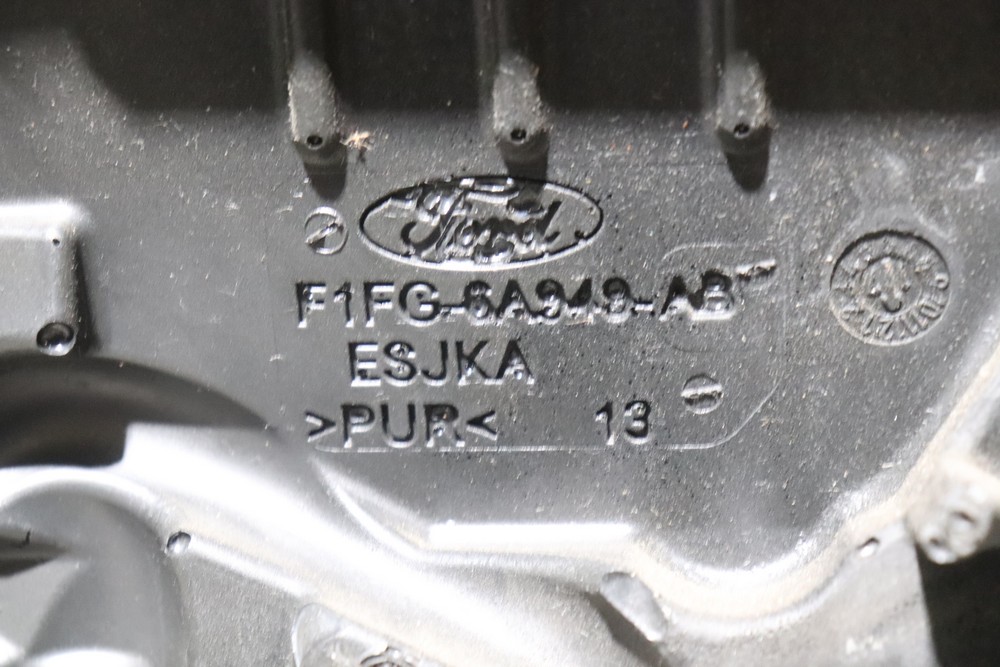 Ford
F1FG-6A949-AB
ESJKA
>PUR<
13